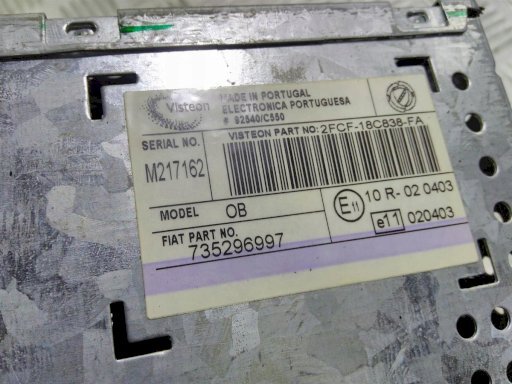 Visteon
MADE IN PORTUGAL
ELECTRONICA PORTUGUESA
# 92540/C550
SERIAL NO.
VISTEON PART NO:2FCF-18C838-FA
M217162
E11
10 R- 02 0403
MODEL OB
e11 020403
FIAT PART NO.
735296997